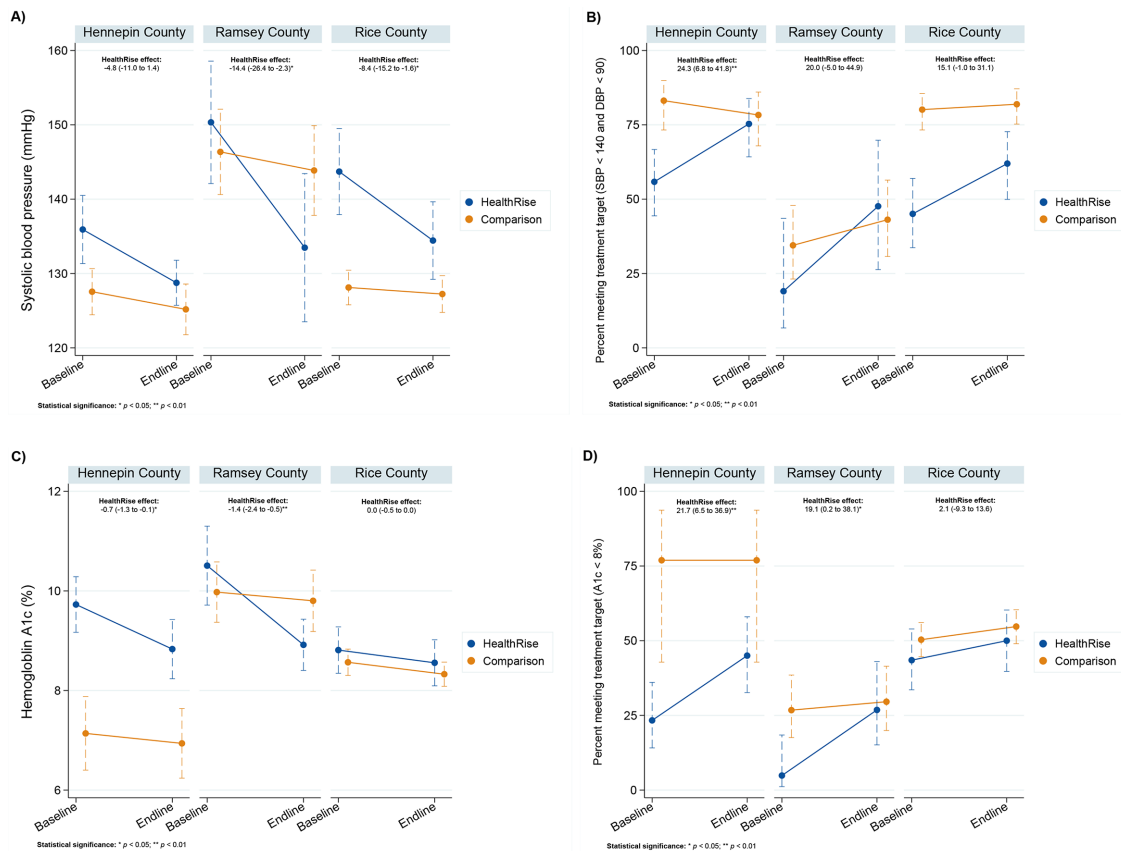 A)
Hennepin County
Ramsey County
Rice County
160
150
140
130
120
Systolic blood pressure (mmHg)
HealthRise effect:
-4.8 (-11.0 to 1.4)
HealthRise effect:
-14.4 (-26.4 to -2.3)*
HealthRise effect:
-8.4 (-15.2 to -1.6)*
HealthRise
Comparison
Baseline
Endline
Baseline
Endline
Baseline
Endline
Statistical significance: * p < 0.05; ** p < 0.01
B)
Hennepin County
Ramsey County
Rice County
100
75
50
25
0
Percent meeting treatment target (SBP < 140 and DBP < 90)
HealthRise effect:
24.3 (6.8 to 41.8)**
HealthRise effect:
20.0 (-5.0 to 44.9)
HealthRise effect:
15.1 (-1.0 to 31.1)
HealthRise
Comparison
Baseline
Endline
Baseline
Endline
Baseline
Endline
Statistical significance: * p < 0.05; ** p < 0.01
C)
Hennepin County
Ramsey County
Rice County
12
10
8
6
Hemoglobin A1c (%)
HealthRise effect:
-0.7 (-1.3 to -0.1)*
HealthRise effect:
-1.4 (-2.4 to -0.5)**
HealthRise effect:
0.0 (-0.5 to 0.0)
HealthRise
Comparison
Baseline
Endline
Baseline
Endline
Baseline
Endline
Statistical significance: * p < 0.05; ** p < 0.01
D)
Hennepin County
Ramsey County
Rice County
100
75
50
25
0
Percent meeting treatment target (A1c < 8%)
HealthRise effect:
21.7 (6.5 to 36.9)**
HealthRise effect:
19.1 (0.2 to 38.1)*
HealthRise effect:
2.1 (-9.3 to 13.6)
HealthRise
Comparison
Baseline
Endline
Baseline
Endline
Baseline
Endline
Statistical significance: * p < 0.05; ** p < 0.01